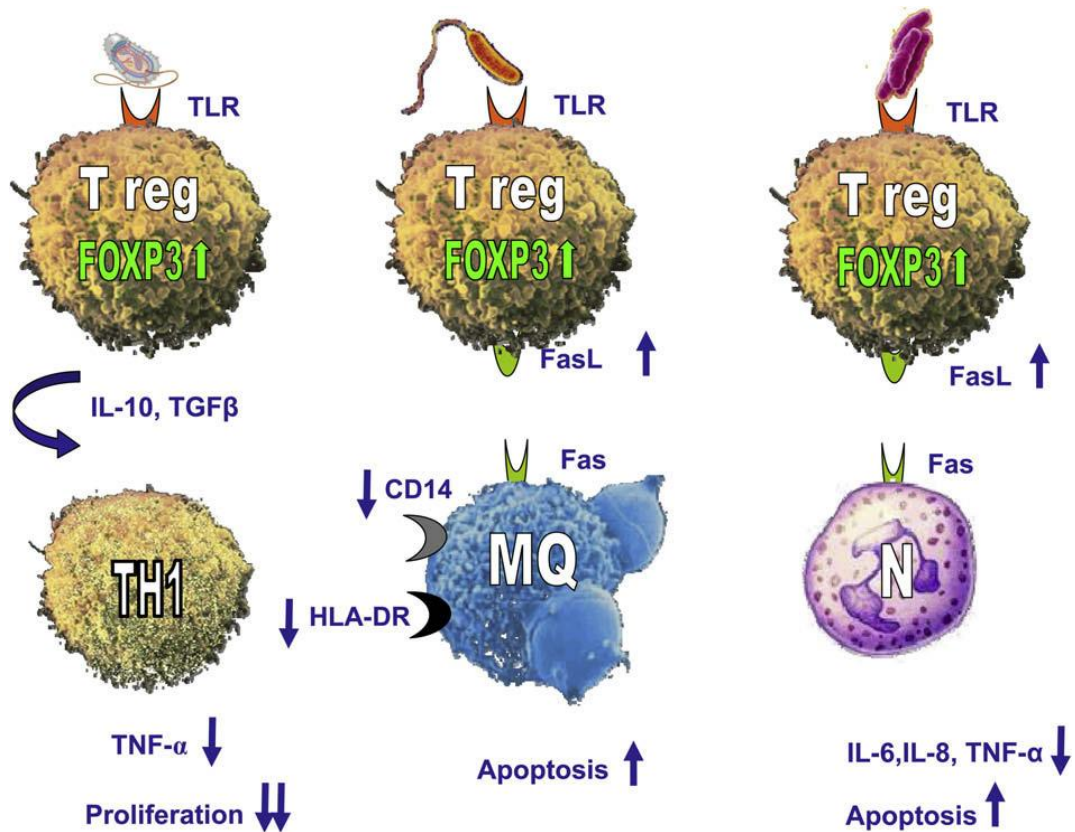 TLR
TLR
TLR
T reg
FOXP3↑
T reg
FOXP3↑
T reg
FOXP3↑
FasL ↑
FasL ↑
IL-10, TGFβ
Fas
Fas
↓ CD14
TH1
MQ
N
↓ HLA-DR
TNF-α ↓
Apoptosis ↑
IL-6,IL-8, TNF-α ↓
Proliferation ↓↓
Apoptosis ↑